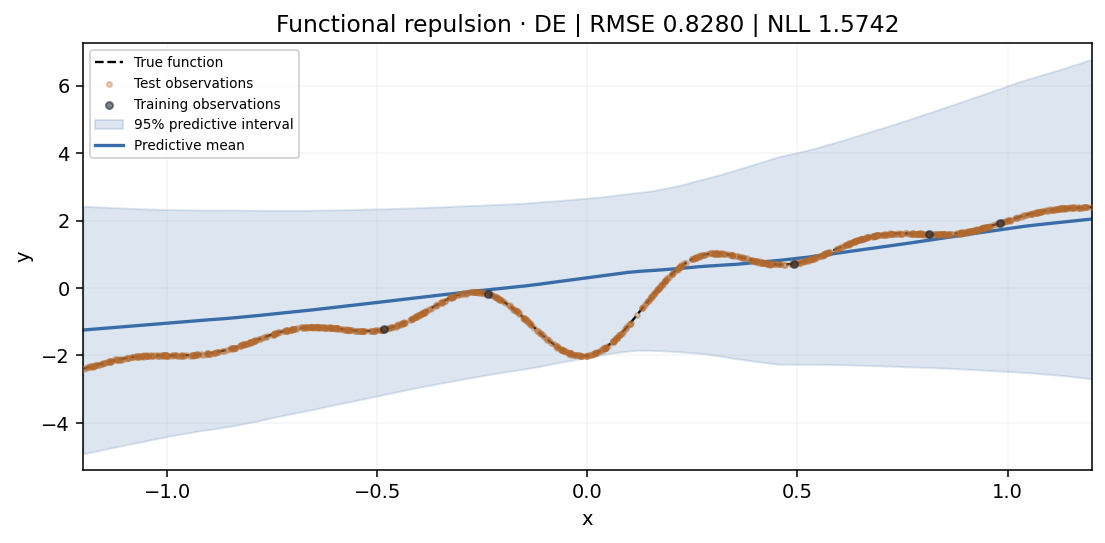 Functional repulsion · DE | RMSE 0.8280 | NLL 1.5742
True function
Test observations
Training observations
95% predictive interval
Predictive mean
6
4
2
0
−2
−4
y
−1.0 −0.5 0.0 0.5 1.0
x